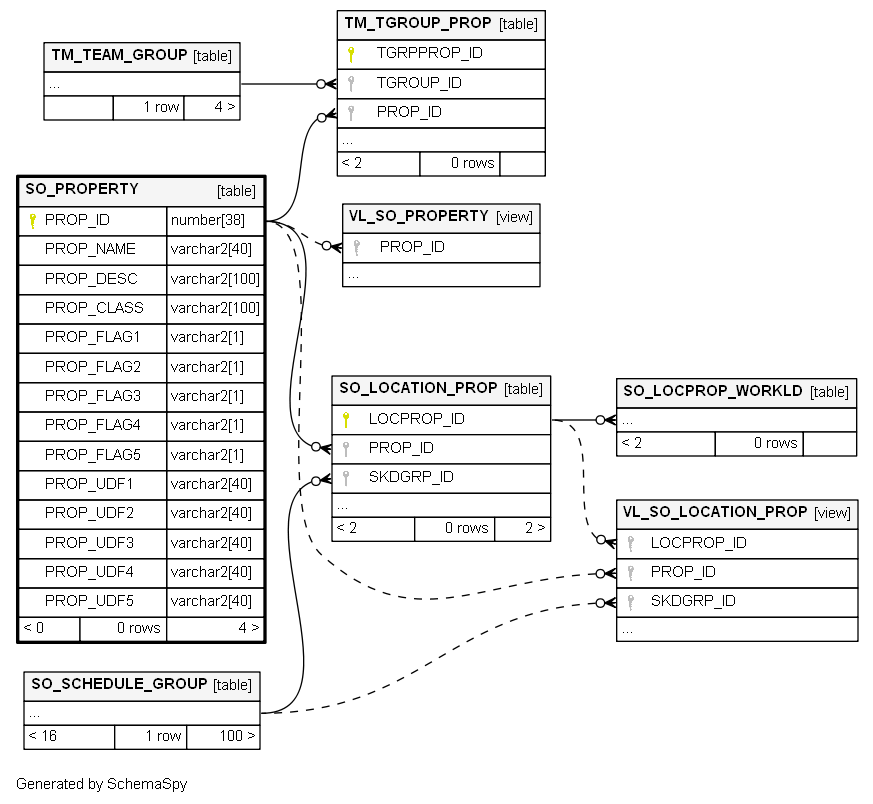 TM_TEAM_GROUP [table]
...
1 row 4 >
TM_TGROUP_PROP [table]
TGRPPROP_ID
TGROUP_ID
PROP_ID
...
< 2 0 rows
SO_PROPERTY [table]
PROP_ID number[38]
PROP_NAME varchar2[40]
PROP_DESC varchar2[100]
PROP_CLASS varchar2[100]
PROP_FLAG1 varchar2[1]
PROP_FLAG2 varchar2[1]
PROP_FLAG3 varchar2[1]
PROP_FLAG4 varchar2[1]
PROP_FLAG5 varchar2[1]
PROP_UDF1 varchar2[40]
PROP_UDF2 varchar2[40]
PROP_UDF3 varchar2[40]
PROP_UDF4 varchar2[40]
PROP_UDF5 varchar2[40]
< 0 0 rows 4 >
VL_SO_PROPERTY [view]
PROP_ID
...
SO_LOCATION_PROP [table]
LOCPROP_ID
PROP_ID
SKDGRP_ID
...
< 2 0 rows 2 >
SO_LOCPROP_WORKLD [table]
...
< 2 0 rows
VL_SO_LOCATION_PROP [view]
LOCPROP_ID
PROP_ID
SKDGRP_ID
...
SO_SCHEDULE_GROUP [table]
...
< 16 1 row 100 >
Generated by SchemaSpy